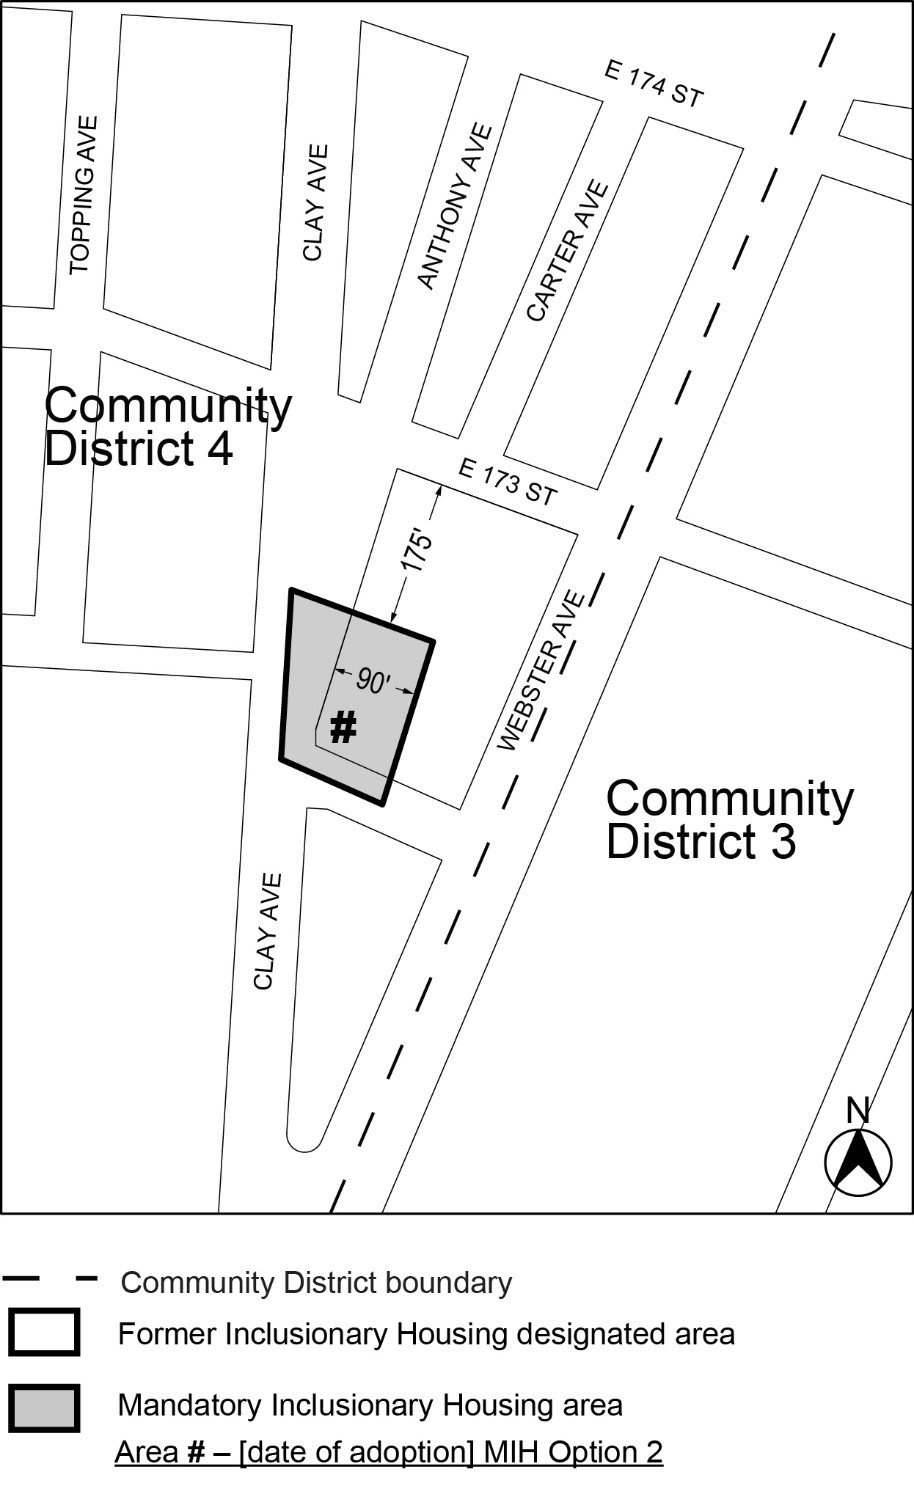 E 174 ST
TOPPING AVE
CLAY AVE
ANTHONY AVE
CARTER AVE
Community
District 4
E 173 ST
175'
90'
#
WEBSTER AVE
Community
District 3
CLAY AVE
N
Community District boundary
Former Inclusionary Housing designated area
Mandatory Inclusionary Housing area
Area # – [date of adoption] MIH Option 2